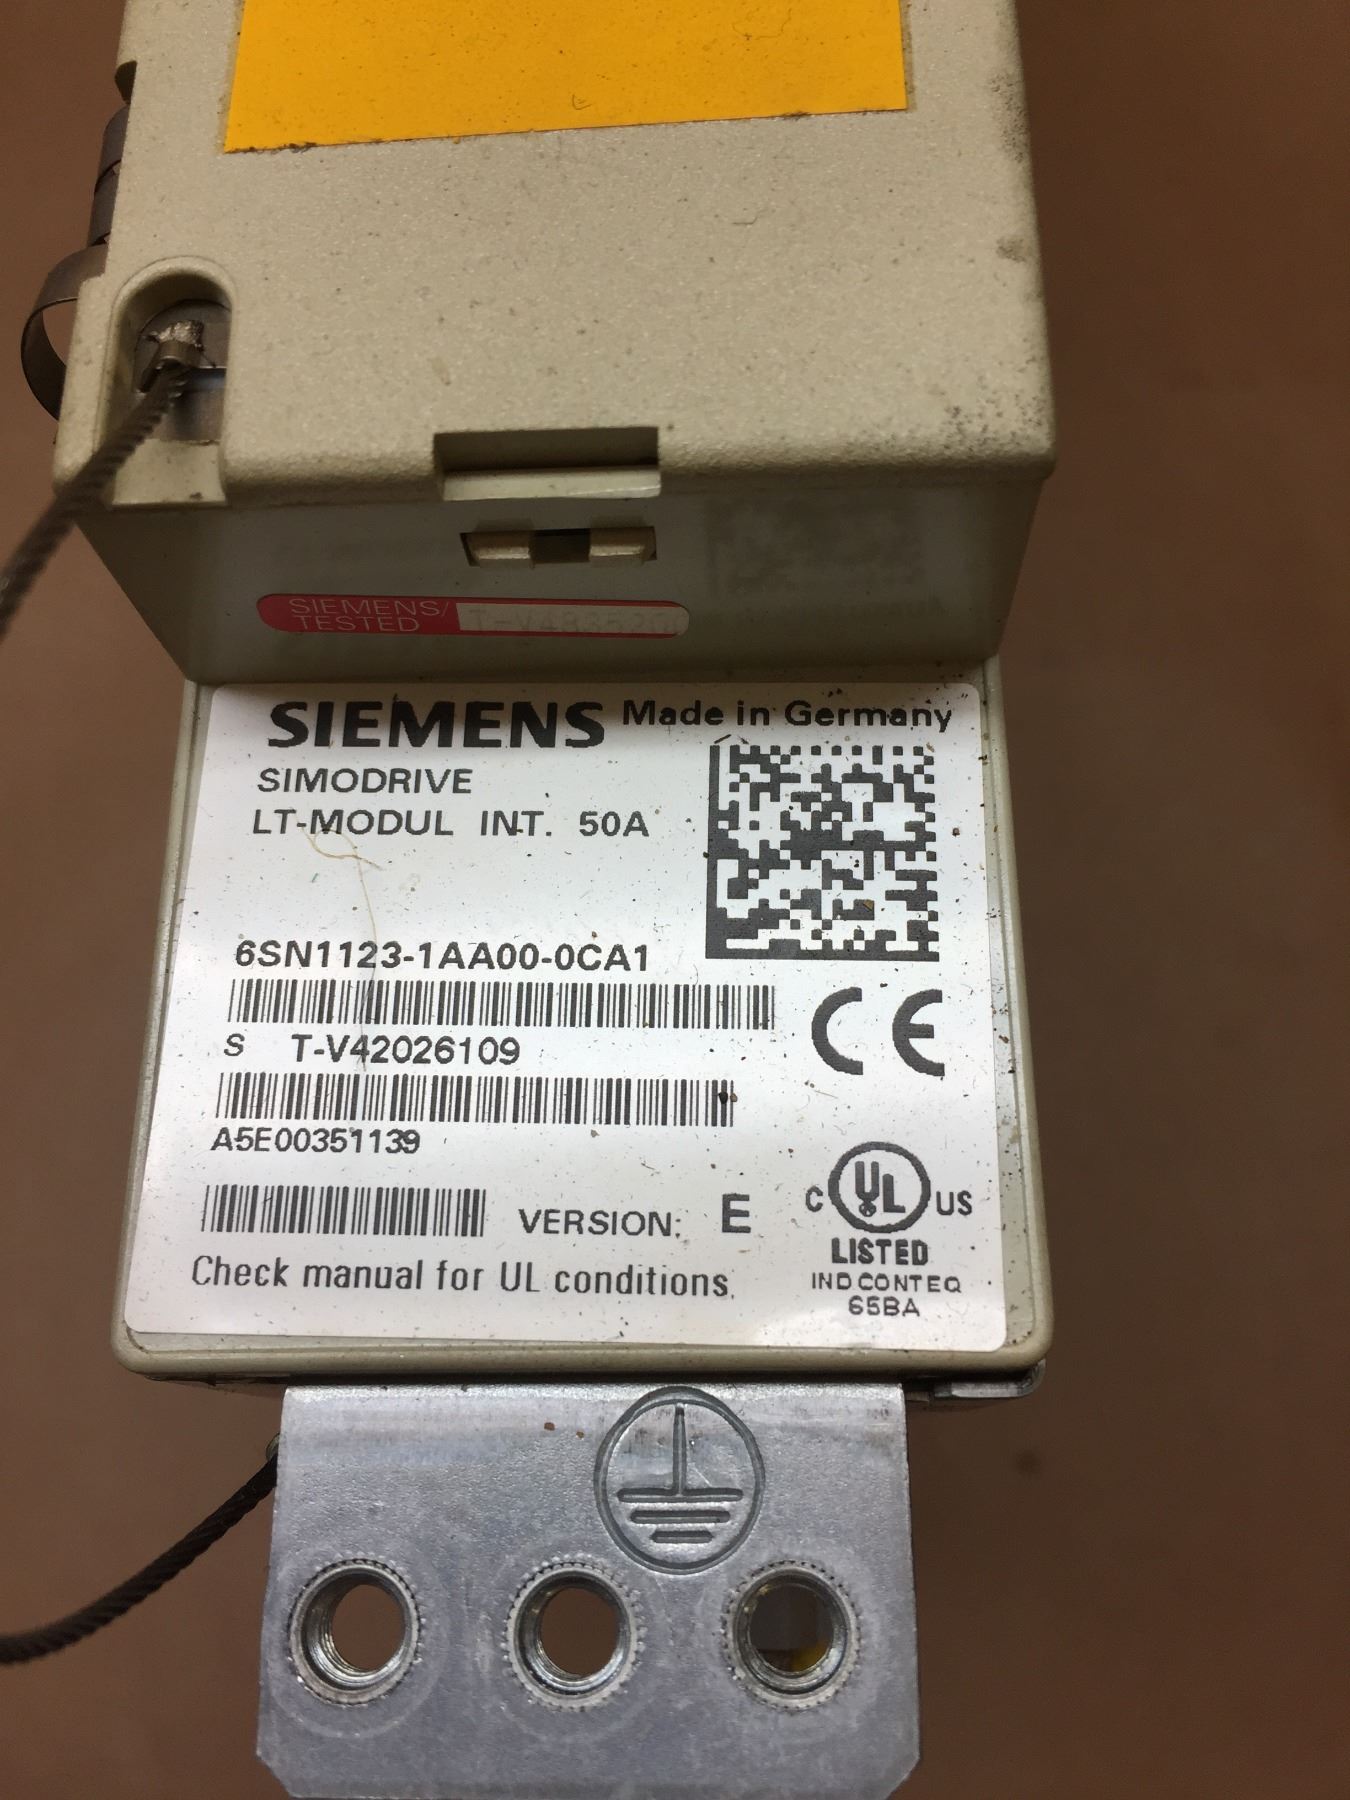 SIEMENS/
TESTED
SIEMENS Made in Germany
SIMODRIVE
LT-MODUL INT. 50A
6SN1123-1AA00-0CA1
S T-V42026109
A5E00351139
VERSION: E
C UL US
LISTED
IND CONT EQ
65BA
CE
Check manual for UL conditions.